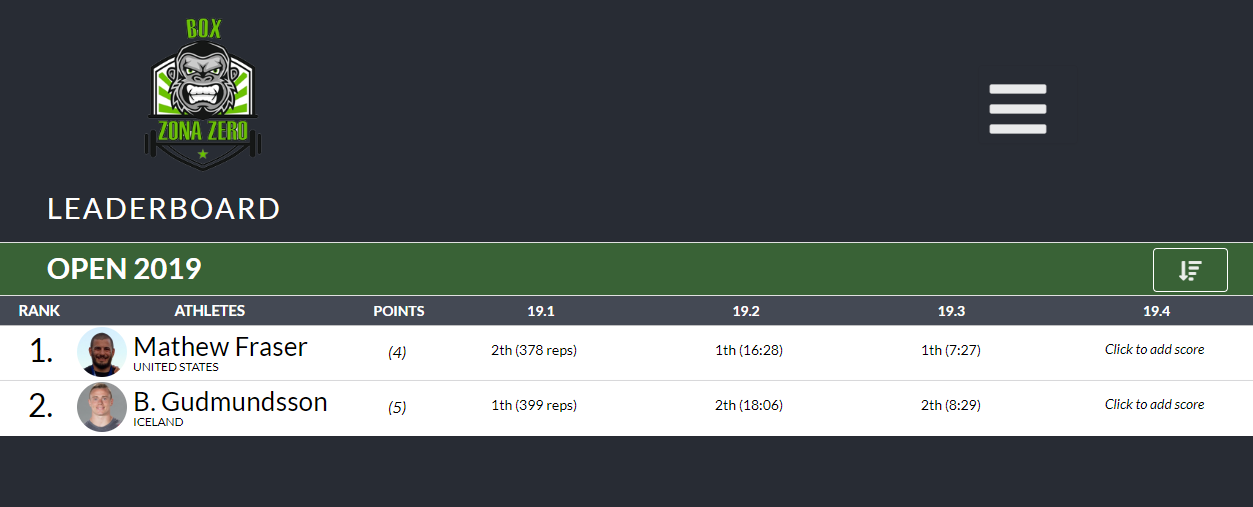 BOX
ZONA ZERO
LEADERBOARD
OPEN 2019
RANK ATHLETES POINTS 19.1 19.2 19.3 19.4
1. Mathew Fraser (4) 2th (378 reps) 1th (16:28) 1th (7:27) Click to add score
UNITED STATES
2. B. Gudmundsson (5) 1th (399 reps) 2th (18:06) 2th (8:29) Click to add score
ICELAND